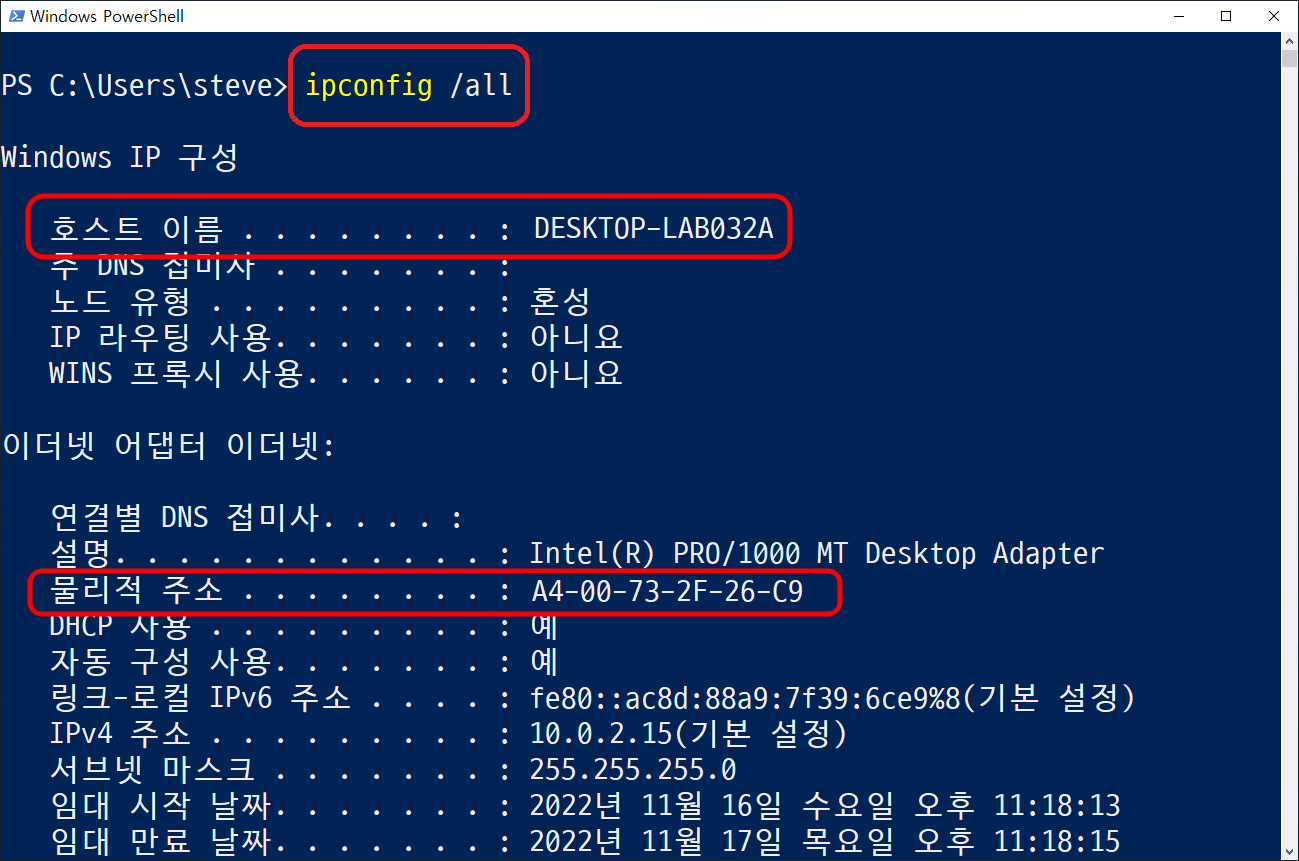 Windows PowerShell
PS C:\Users\steve> ipconfig /all
Windows IP 구성
호스트 이름 . . . . . . . . : DESKTOP-LAB032A
주 DNS 접미사 . . . . . . . :
노드 유형 . . . . . . . . . : 혼성
IP 라우팅 사용. . . . . . . : 아니요
WINS 프록시 사용. . . . . . : 아니요
이더넷 어댑터 이더넷:
연결별 DNS 접미사. . . . :
설명. . . . . . . . . . . . : Intel(R) PRO/1000 MT Desktop Adapter
물리적 주소 . . . . . . . . : A4-00-73-2F-26-C9
DHCP 사용 . . . . . . . . . : 예
자동 구성 사용. . . . . . . : 예
링크-로컬 IPv6 주소 . . . . : fe80::ac8d:88a9:7f39:6ce9%8(기본 설정)
IPv4 주소 . . . . . . . . . : 10.0.2.15(기본 설정)
서브넷 마스크 . . . . . . . : 255.255.255.0
임대 시작 날짜. . . . . . . : 2022년 11월 16일 수요일 오후 11:18:13
임대 만료 날짜. . . . . . . : 2022년 11월 17일 목요일 오후 11:18:15